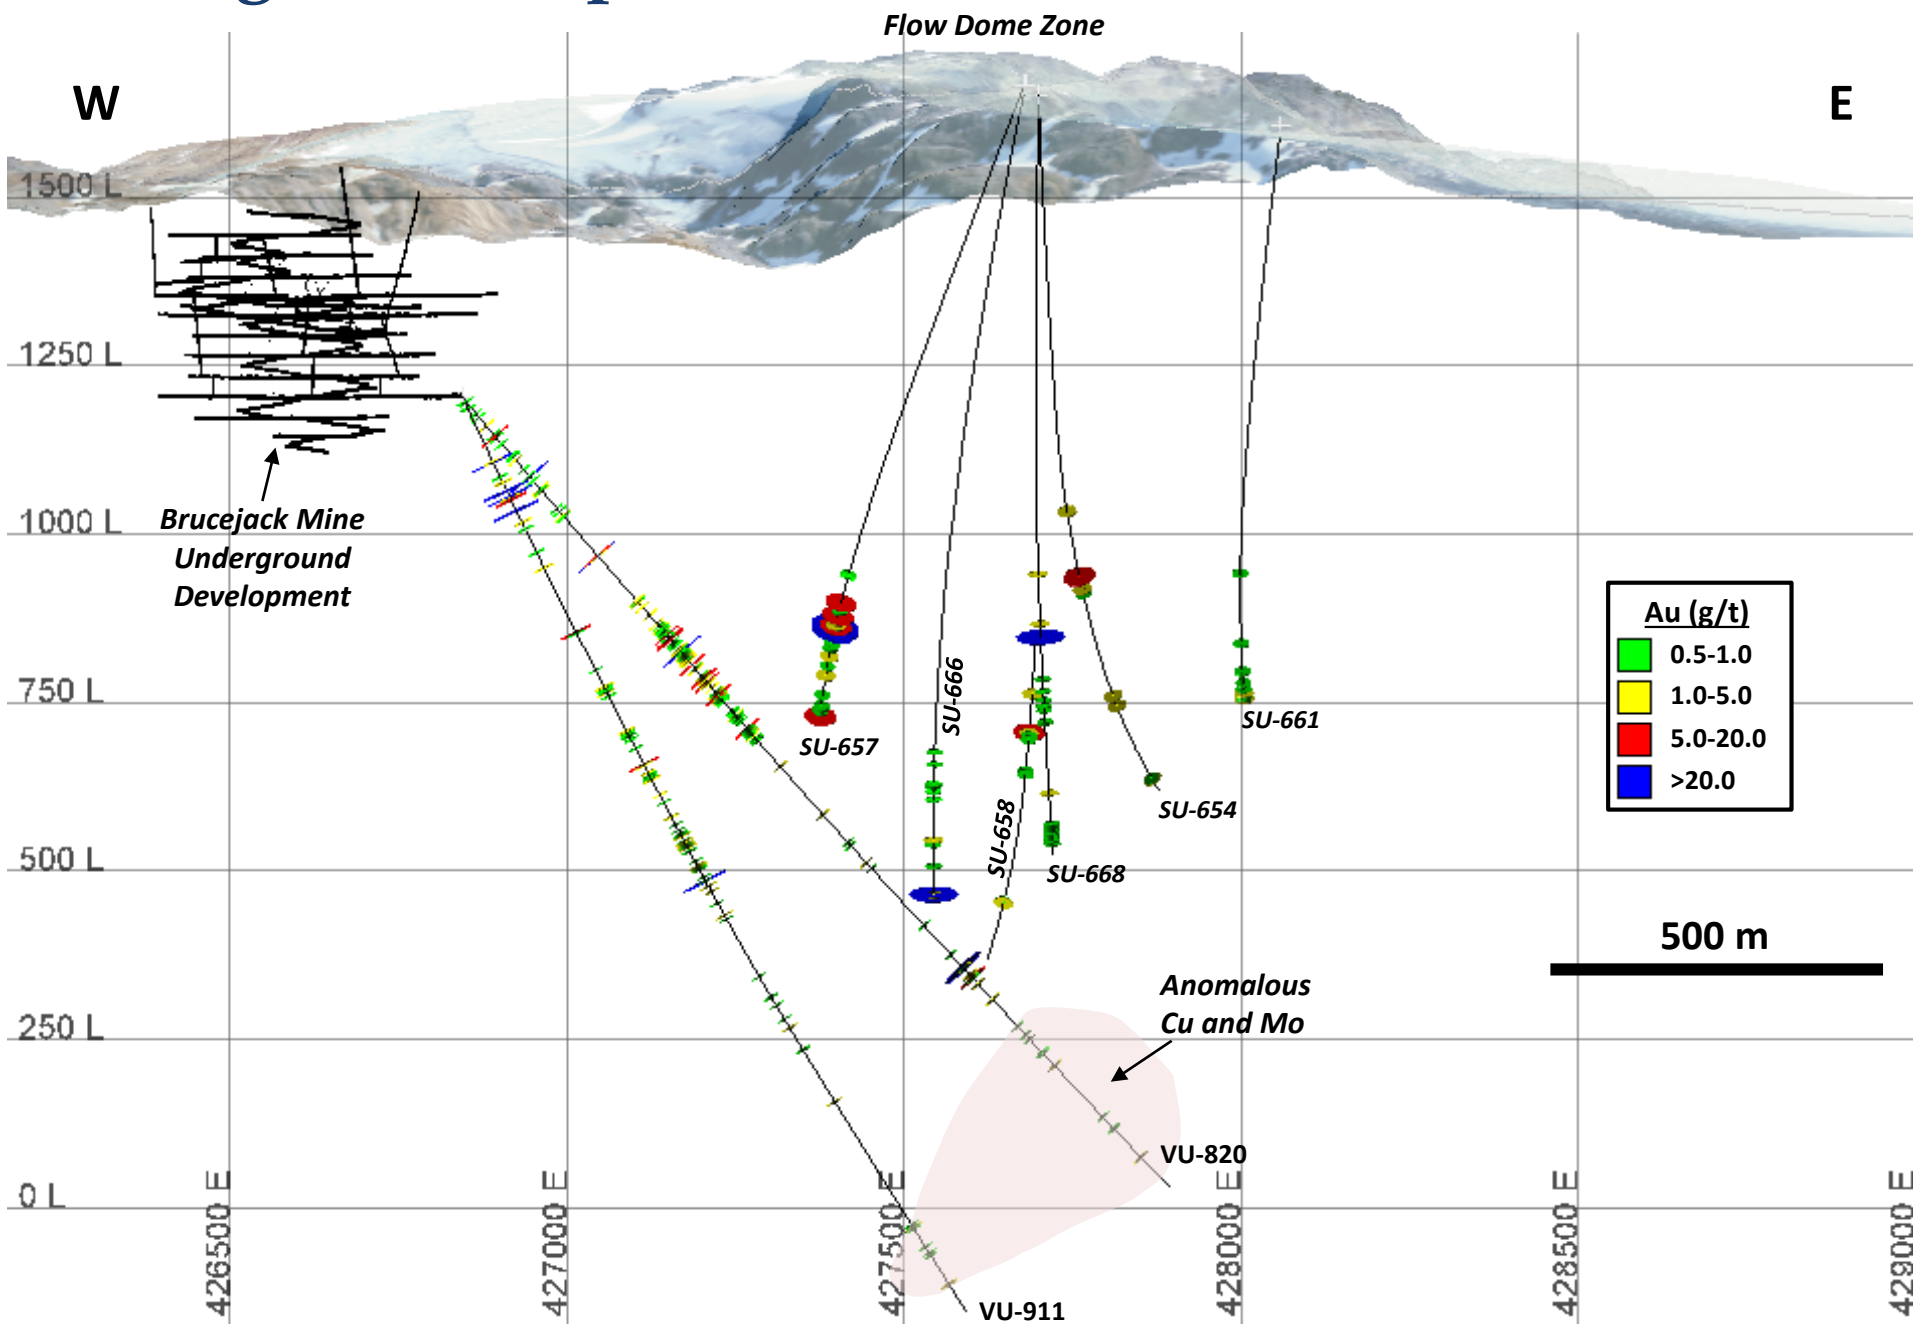 Flow Dome Zone
W
E
1500 L
1250 L
1000 L
750 L
500 L
250 L
0 L
Brucejack Mine
Underground
Development
SU-657
SU-666
SU-658
SU-668
SU-654
SU-661
Au (g/t)
0.5-1.0
1.0-5.0
5.0-20.0
>20.0
500 m
Anomalous
Cu and Mo
VU-820
VU-911
426500 E
427000 E
427500 E
428000 E
428500 E
429000 E